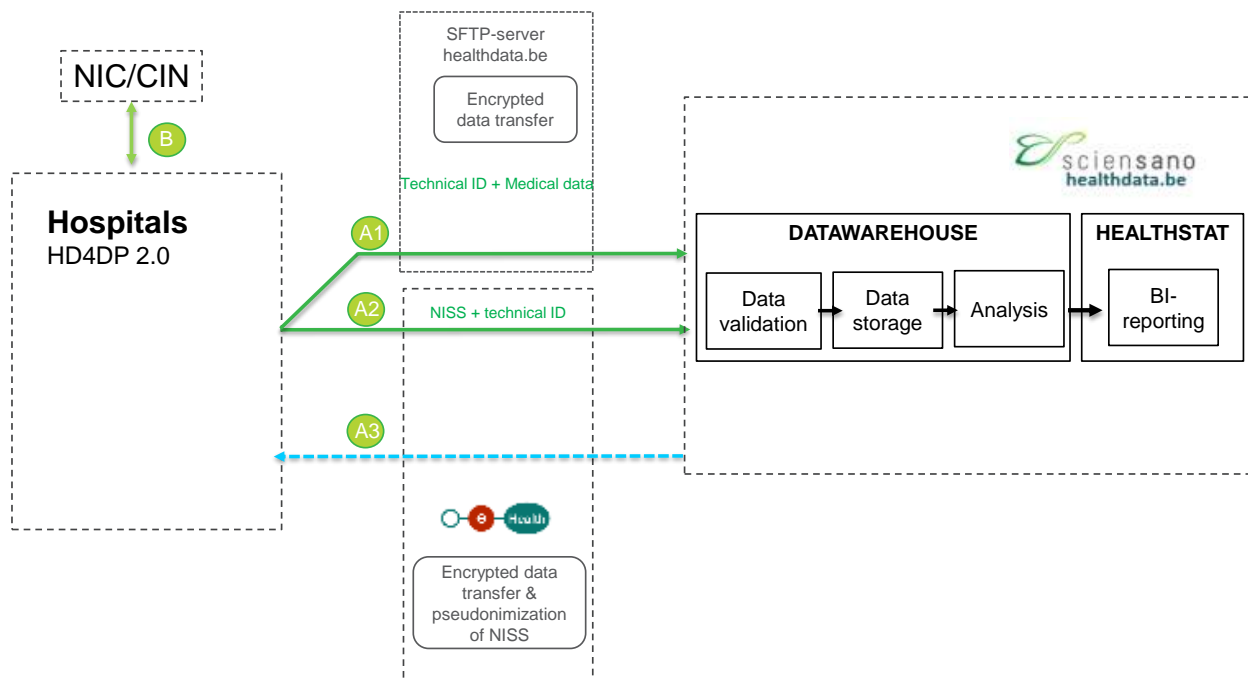 NIC/CIN
B
Hospitals
HD4DP 2.0
SFTP-server
healthdata.be
Encrypted
data transfer
Technical ID + Medical data
A1
A2
NISS + technical ID
A3
e
Health
Encrypted data
transfer &
pseudonimization
of NISS
sciensano
healthdata.be
DATAWAREHOUSE
Data
validation
Data
storage
Analysis
HEALTHSTAT
BI-
reporting